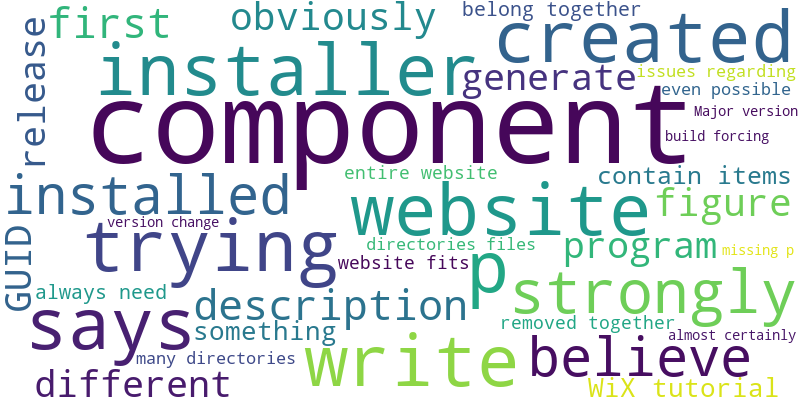 first
obviously
belong together
created
release
installer
generate
issues regarding
even possible
Major version
component
build forcing
entire website
contain items
installed
website
figure
version change
trying
directories files
program
missing p
GUID
website fits
p
always need
description
strongly
says
something
removed together
almost certainly
many directories
write
believe
different
WiX tutorial